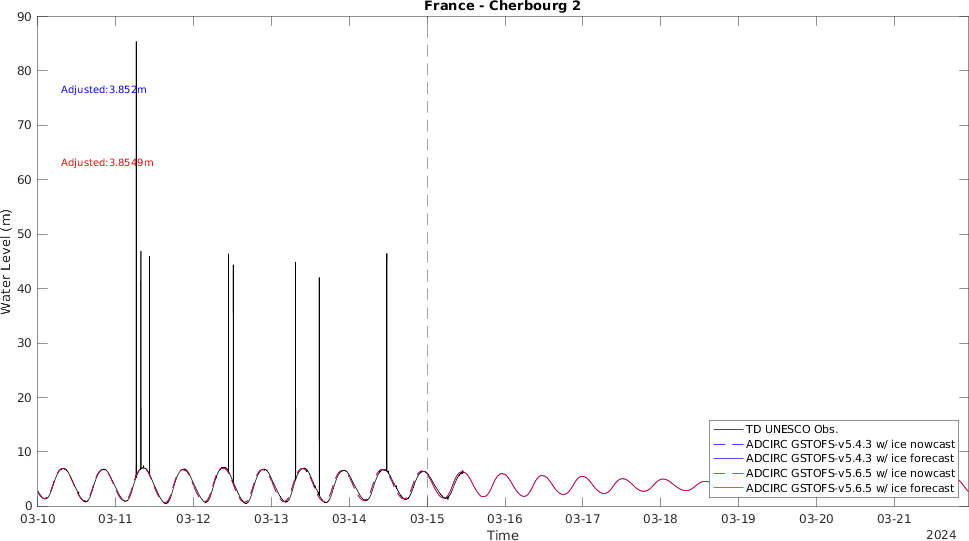 France - Cherbourg 2
90
80
70
60
50
40
30
20
10
0
Water Level (m)
Adjusted:3.852m
Adjusted:3.8549m
TD UNESCO Obs.
ADCIRC GSTOFS-v5.4.3 w/ ice nowcast
ADCIRC GSTOFS-v5.4.3 w/ ice forecast
ADCIRC GSTOFS-v5.6.5 w/ ice nowcast
ADCIRC GSTOFS-v5.6.5 w/ ice forecast
03-10 03-11 03-12 03-13 03-14 03-15 03-16 03-17 03-18 03-19 03-20 03-21
Time
2024